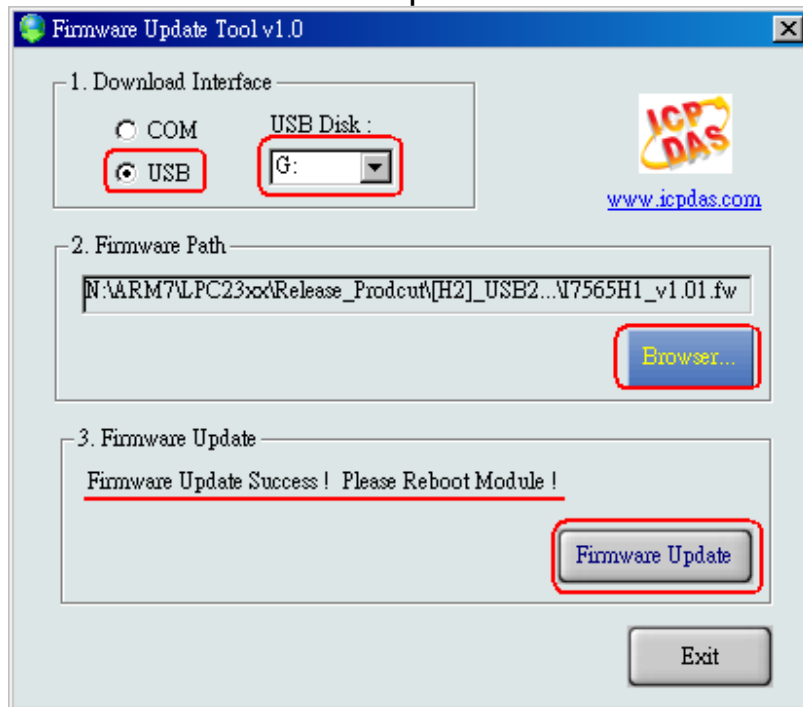 Firmware Update Tool v1.0
1. Download Interface
COM
USB Disk :
USB
G:
ICP
DAS
www.icpdas.com
2. Firmware Path
N:\ARM7\LPC23xx\Release_Prodcut\[H2]_USB2...\I7565H1_v1.01.fw
Browser...
3. Firmware Update
Firmware Update Success ! Please Reboot Module !
Firmware Update
Exit